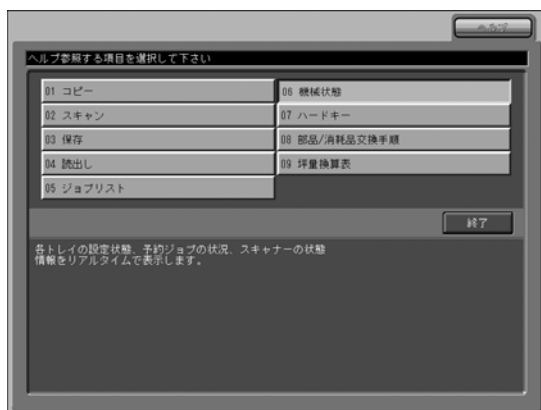 ヘルプ
ヘルプ参照する項目を選択して下さい
01 コピー
02 スキャン
03 保存
04 読出し
05 ジョブリスト
06 機械状態
07 ハードキー
08 部品/消耗品交換手順
09 坪量換算表
終了
各トレイの設定状態、予約ジョブの状況、スキャナーの状態
情報をリアルタイムで表示します。